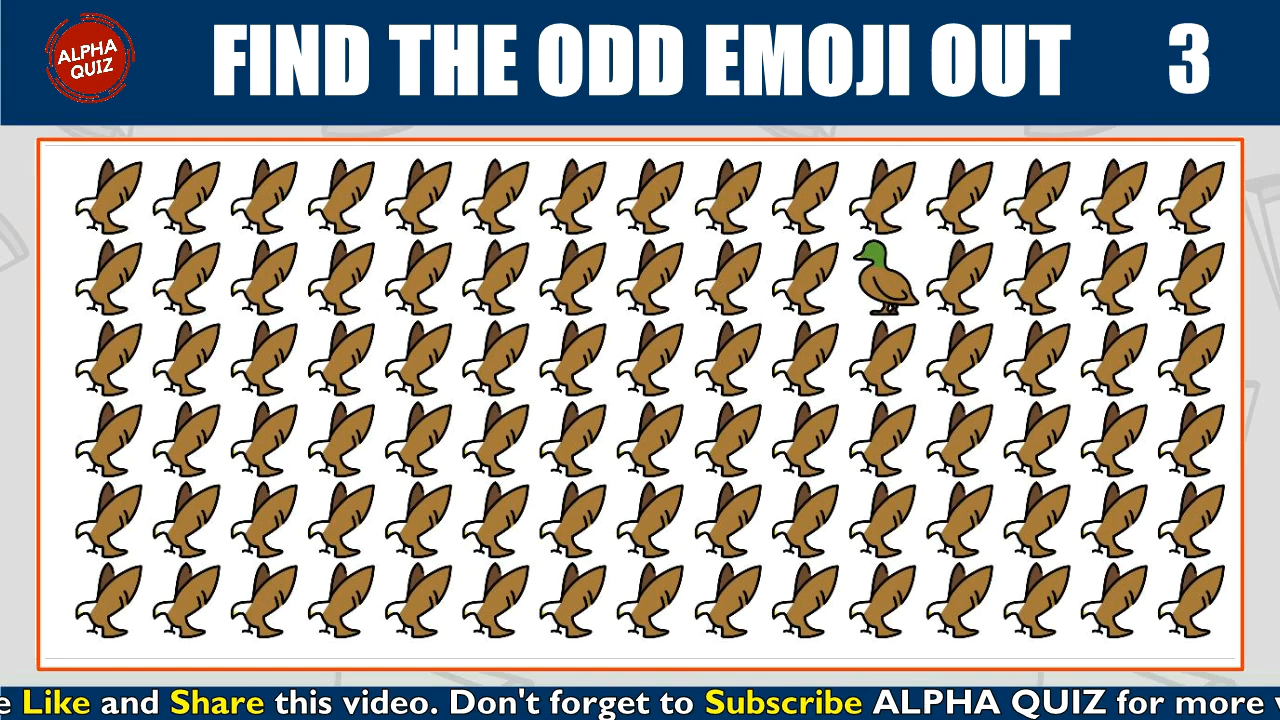 ALPHA
QUIZ
FIND THE ODD EMOJI OUT
3
Like and Share this video. Don't forget to Subscribe ALPHA QUIZ for more